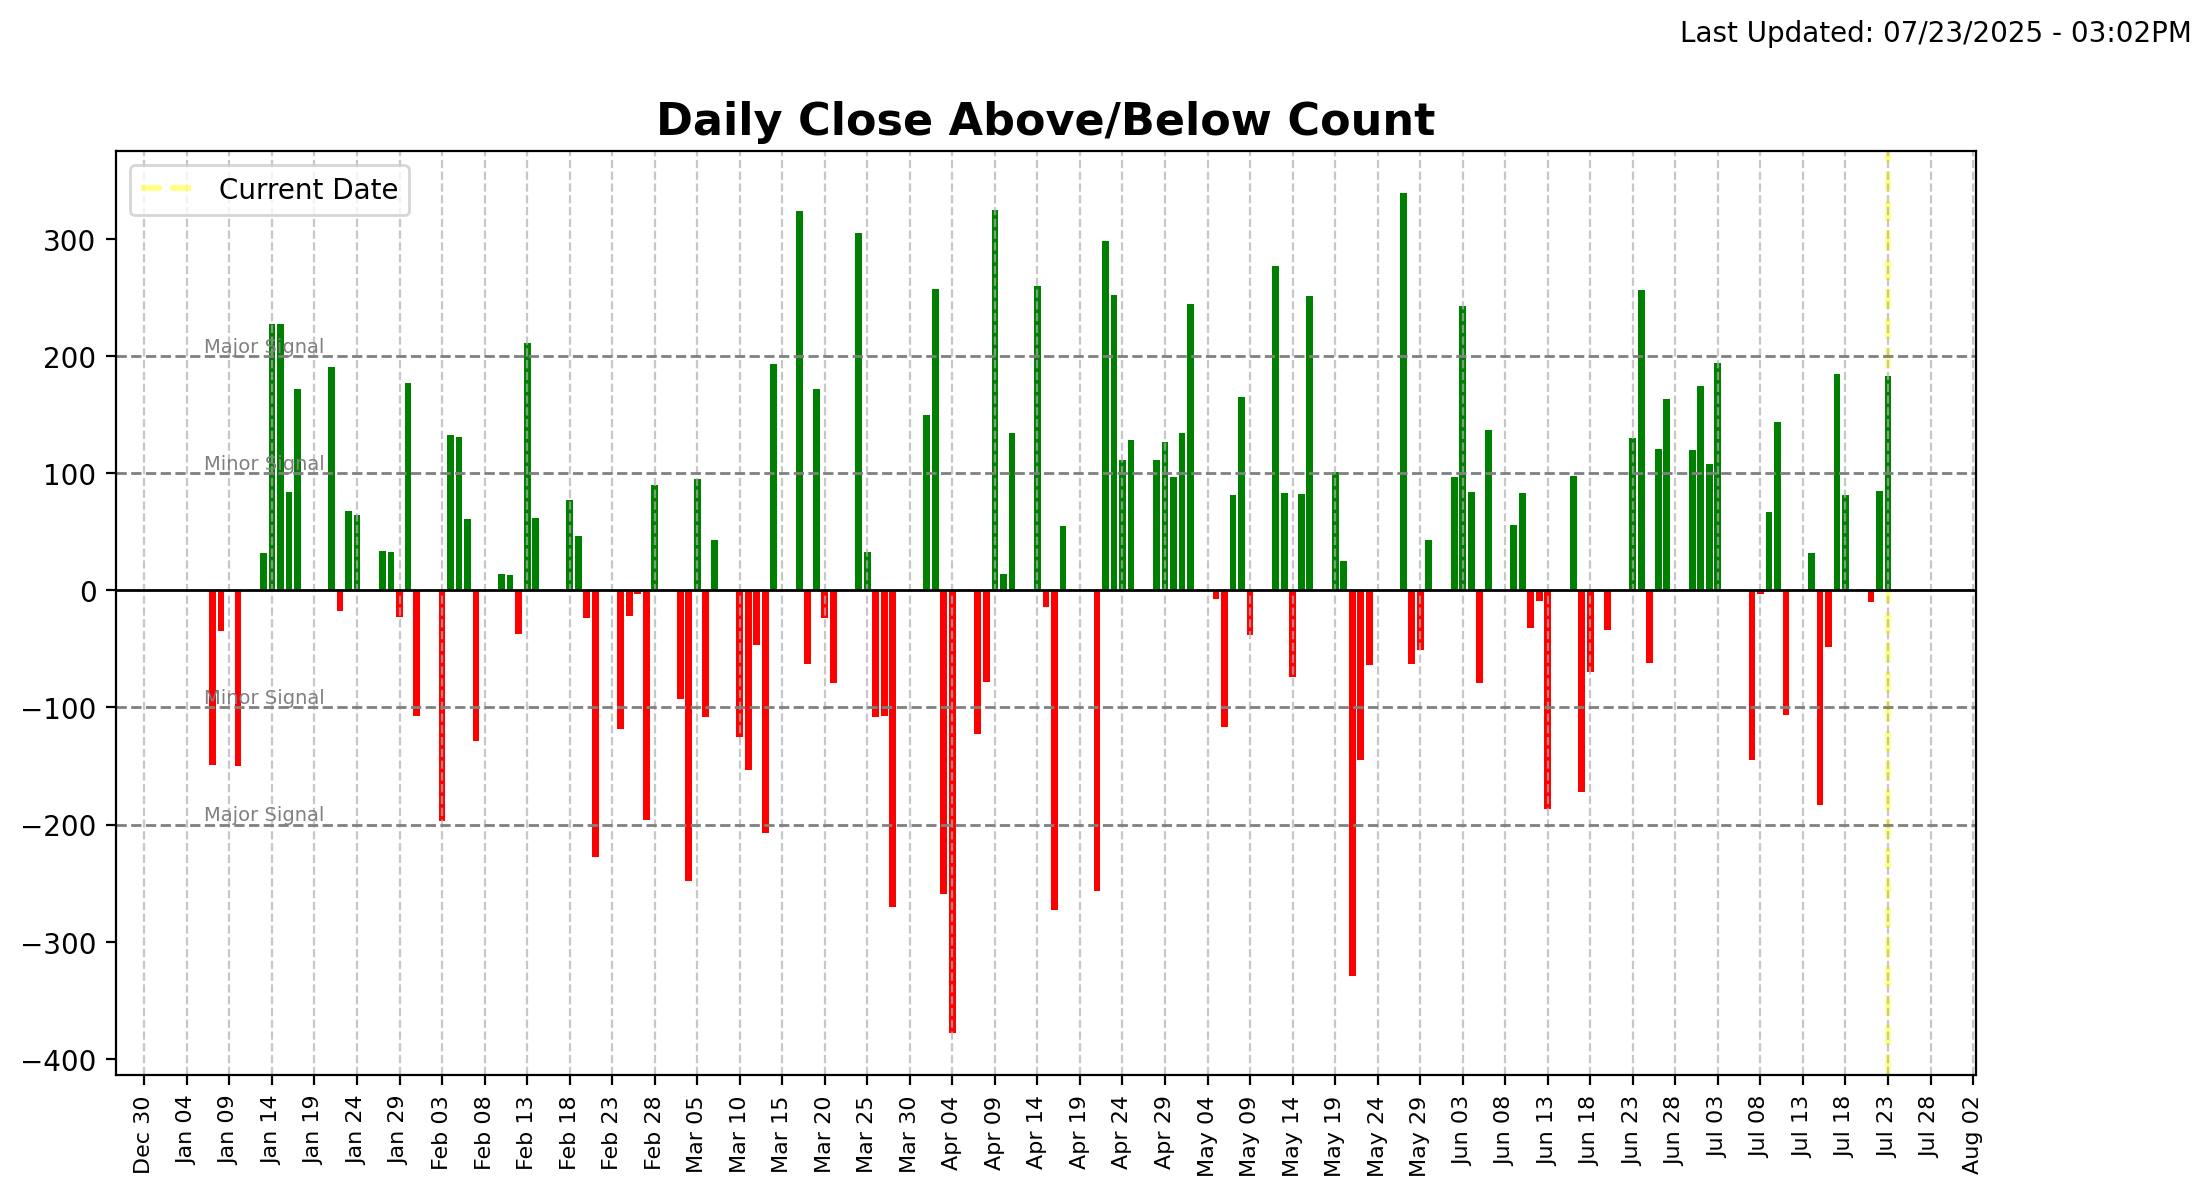 Last Updated: 07/23/2025 - 03:02PM
Daily Close Above/Below Count
Current Date
300
200
100
0
−100
−200
−300
−400
Major Signal
Minor Signal
Minor Signal
Major Signal
Dec 30
Jan 04
Jan 09
Jan 14
Jan 19
Jan 24
Jan 29
Feb 03
Feb 08
Feb 13
Feb 18
Feb 23
Feb 28
Mar 05
Mar 10
Mar 15
Mar 20
Mar 25
Mar 30
Apr 04
Apr 09
Apr 14
Apr 19
Apr 24
Apr 29
May 04
May 09
May 14
May 19
May 24
May 29
Jun 03
Jun 08
Jun 13
Jun 18
Jun 23
Jun 28
Jul 03
Jul 08
Jul 13
Jul 18
Jul 23
Jul 28
Aug 02